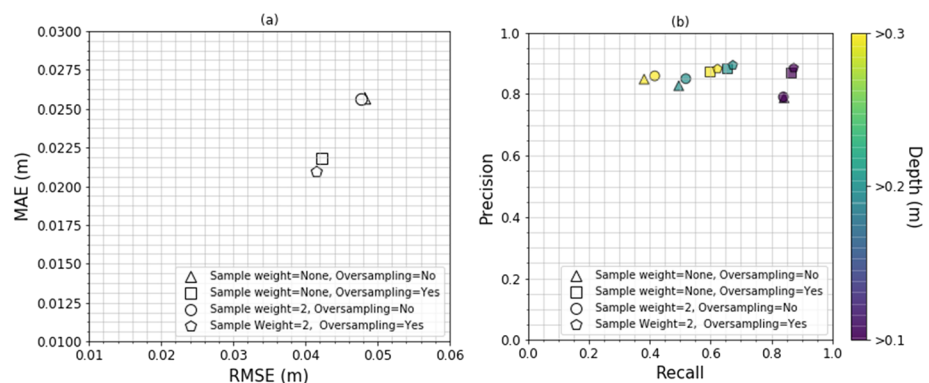 (a)
0.0300
0.0275
0.0250
0.0225
0.0200
0.0175
0.0150
0.0125
0.0100
MAE (m)
Sample weight=None, Oversampling=No
Sample weight=None, Oversampling=Yes
Sample weight=2, Oversampling=No
Sample Weight=2, Oversampling=Yes
0.01 0.02 0.03 0.04 0.05 0.06
RMSE (m)
(b)
1.0
0.8
0.6
0.4
0.2
0.0
Precision
Sample weight=None, Oversampling=No
Sample weight=None, Oversampling=Yes
Sample weight=2, Oversampling=No
Sample Weight=2, Oversampling=Yes
0.0 0.2 0.4 0.6 0.8 1.0
Recall
>0.3
>0.2
>0.1
Depth (m)